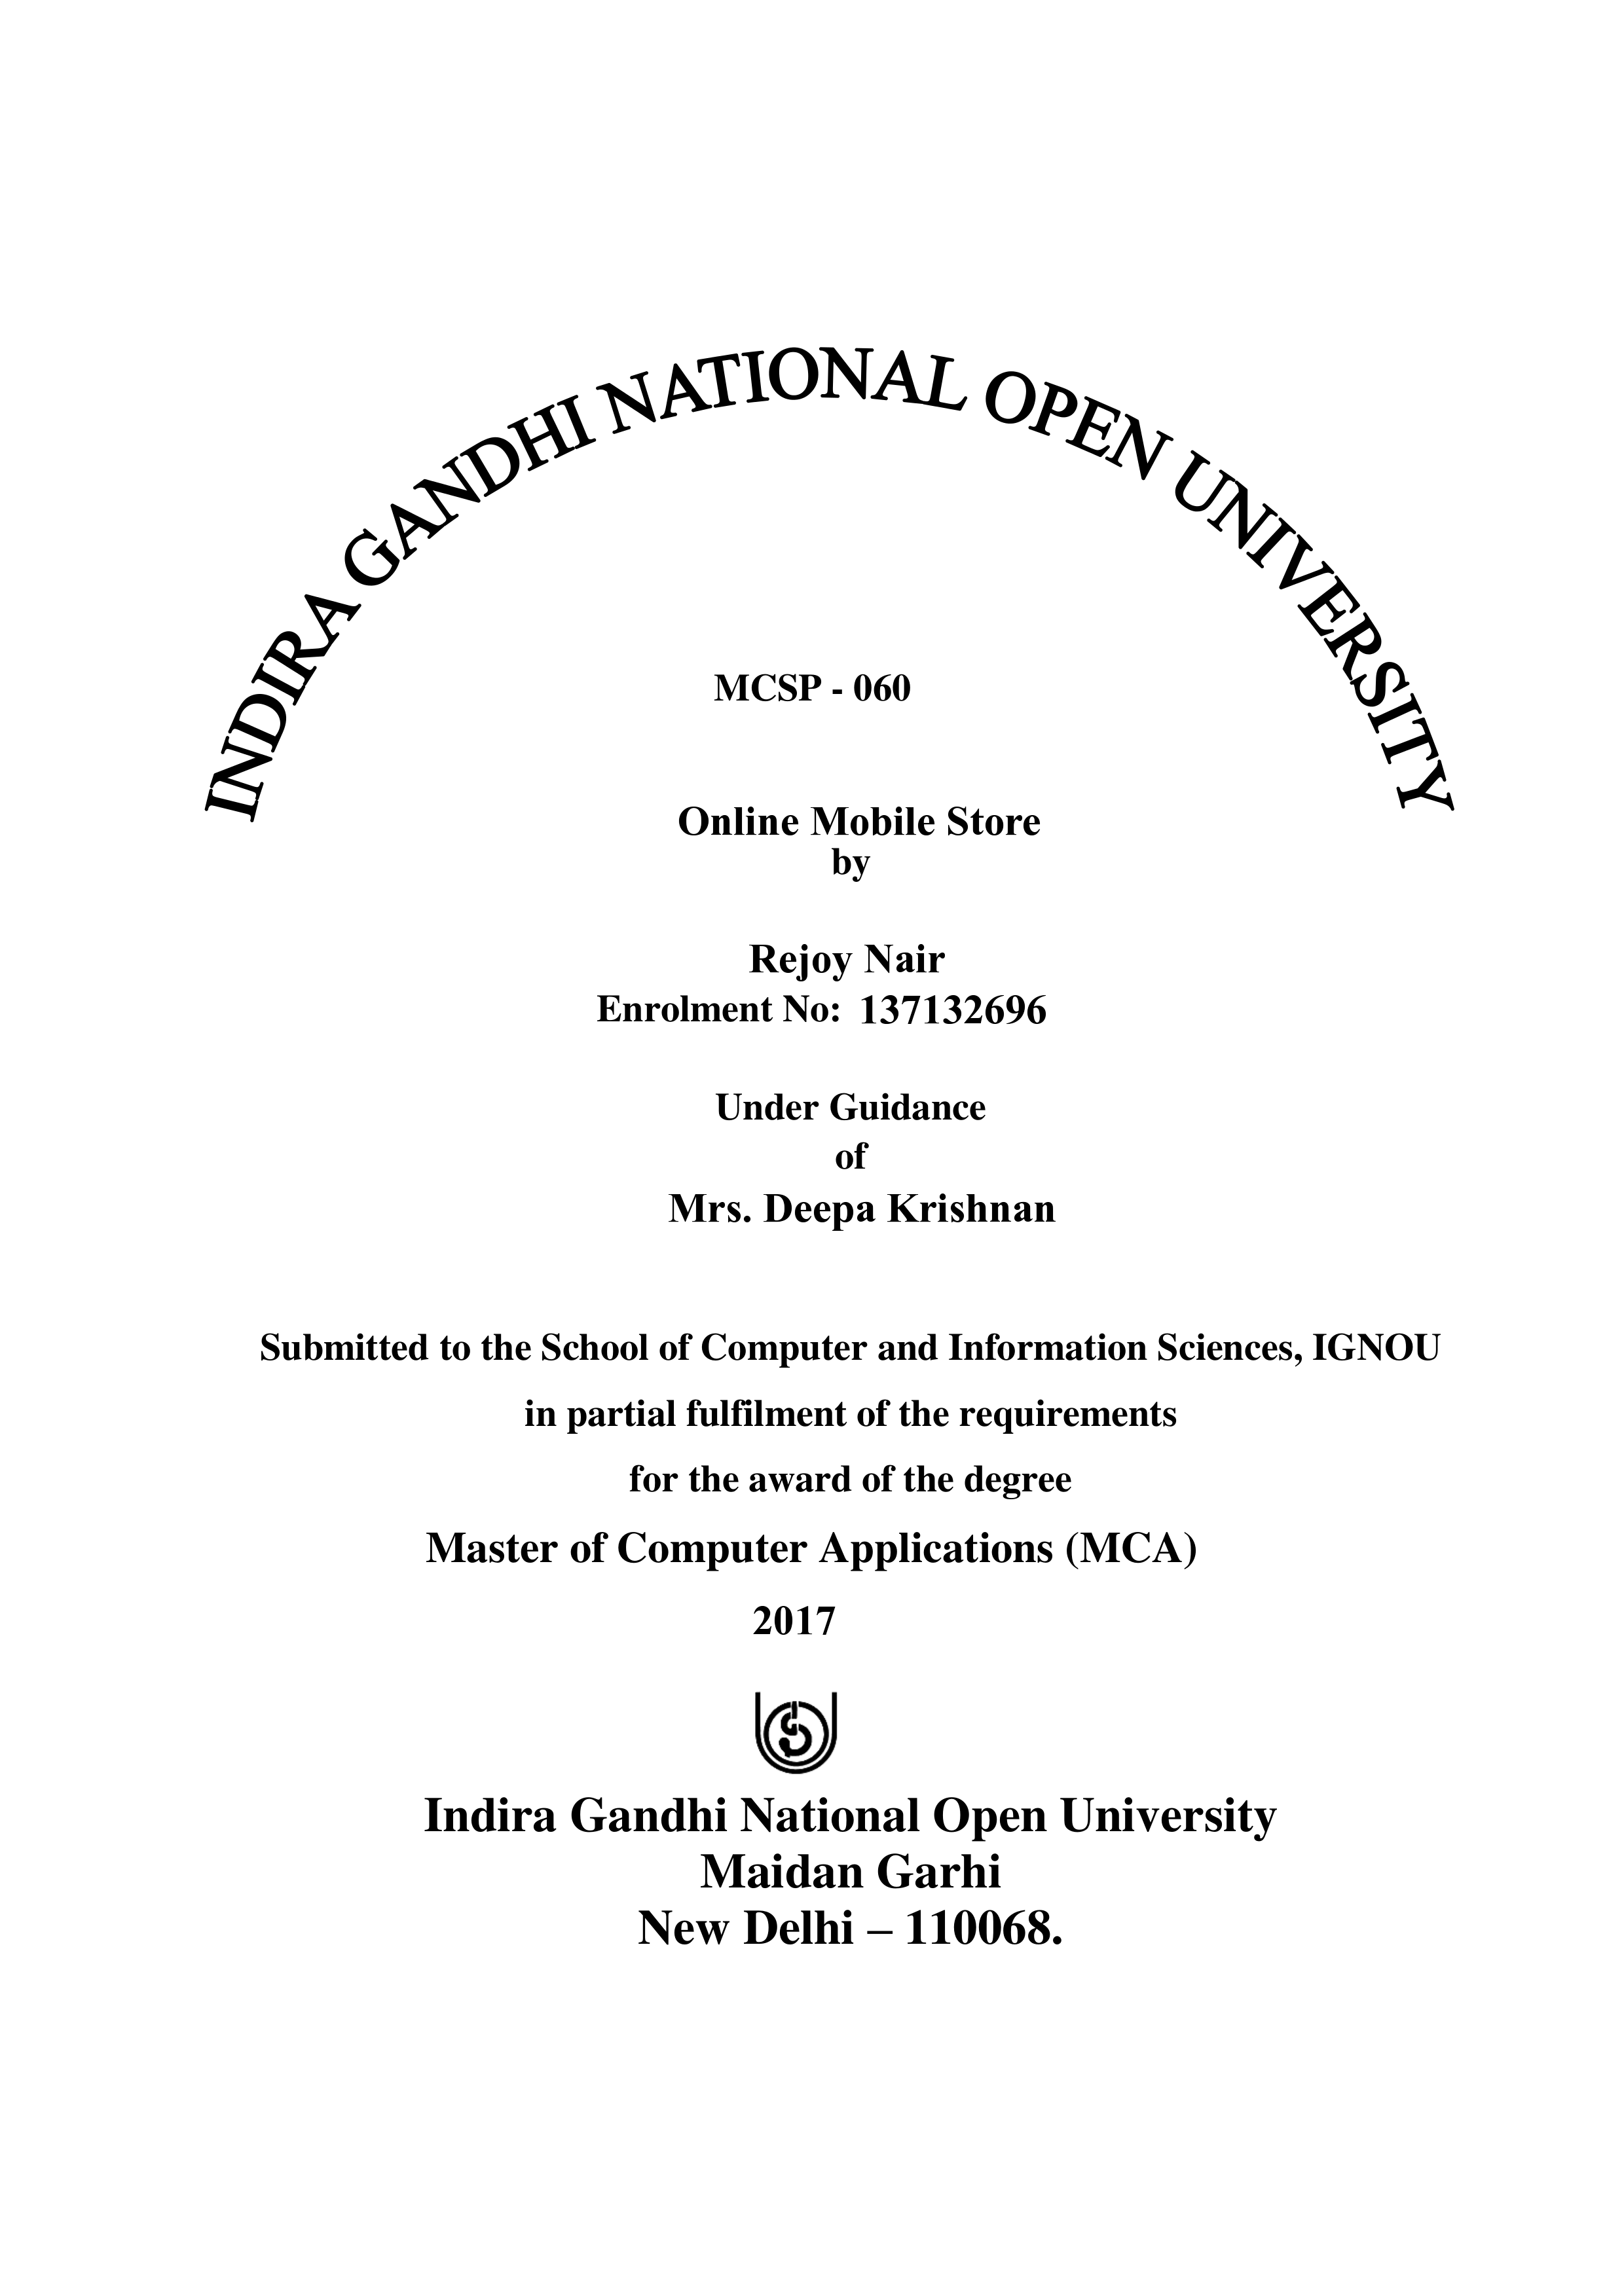 INDIRA GANDHI NATIONAL OPEN UNIVERSITY
MCSP - 060
Online Mobile Store
by
Rejoy Nair
Enrolment No: 137132696
Under Guidance
of
Mrs. Deepa Krishnan
Submitted to the School of Computer and Information Sciences, IGNOU
in partial fulfilment of the requirements
for the award of the degree
Master of Computer Applications (MCA)
2017
Indira Gandhi National Open University
Maidan Garhi
New Delhi – 110068.